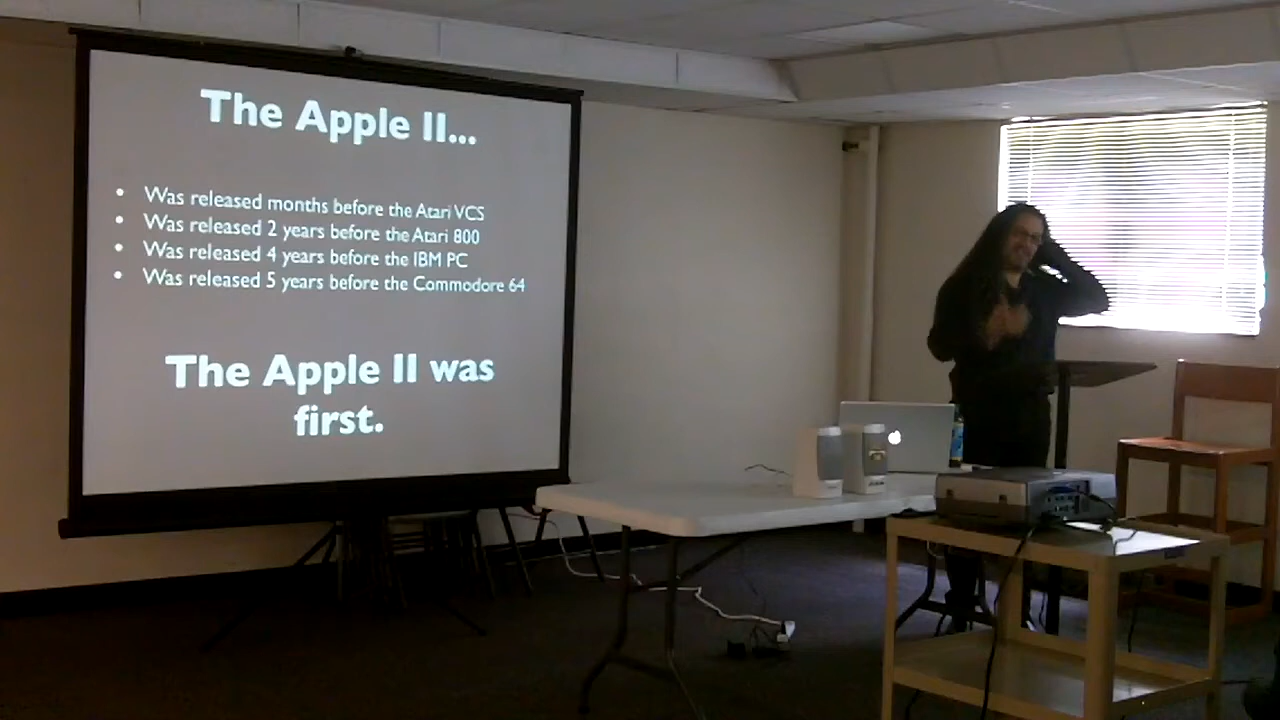 The Apple II...
• Was released months before the Atari VCS
• Was released 2 years before the Atari 800
• Was released 4 years before the IBM PC
• Was released 5 years before the Commodore 64
The Apple II was
first.